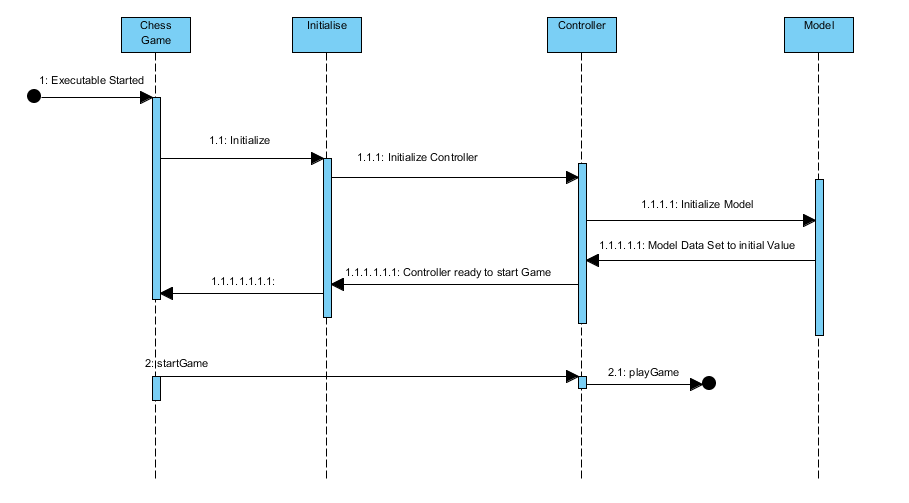 Chess
Game
Initialise
Controller
Model
1: Executable Started
1.1: Initialize
1.1.1: Initialize Controller
1.1.1.1: Initialize Model
1.1.1.1.1: Model Data Set to initial Value
1.1.1.1.1.1: Controller ready to start Game
1.1.1.1.1.1.1:
2: startGame
2.1: playGame